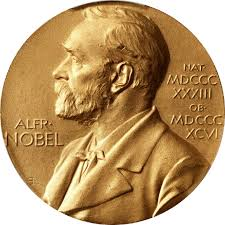 ALFR·
NOBEL
NAT·
MDCCC
XXXIII
OB·
MDCCC
XCVI